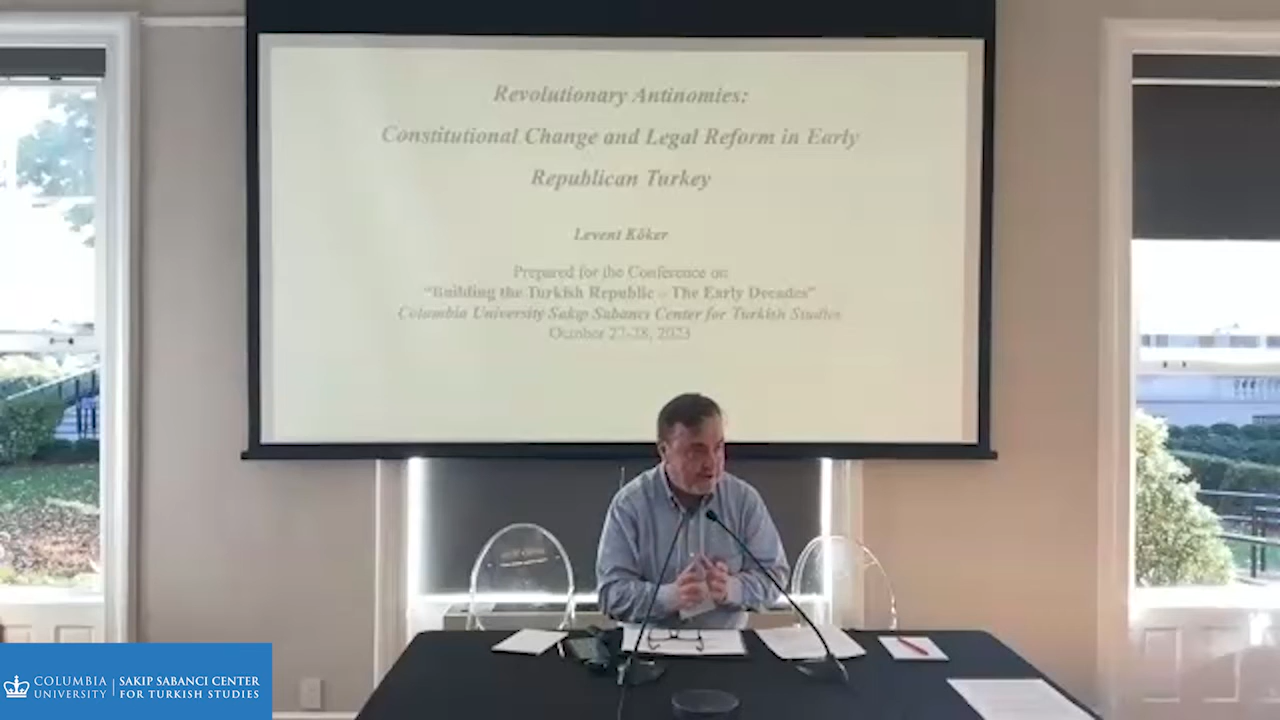 Revolutionary Antinomies:
Constitutional Change and Legal Reform in Early
Republican Turkey
Levent Köker
Prepared for the Conference on
“Building the Turkish Republic – The Early Decades”
Columbia University Sakıp Sabancı Center for Turkish Studies
October 27-28, 2023
COLUMBIA UNIVERSITY
SAKIP SABANCI CENTER
FOR TURKISH STUDIES